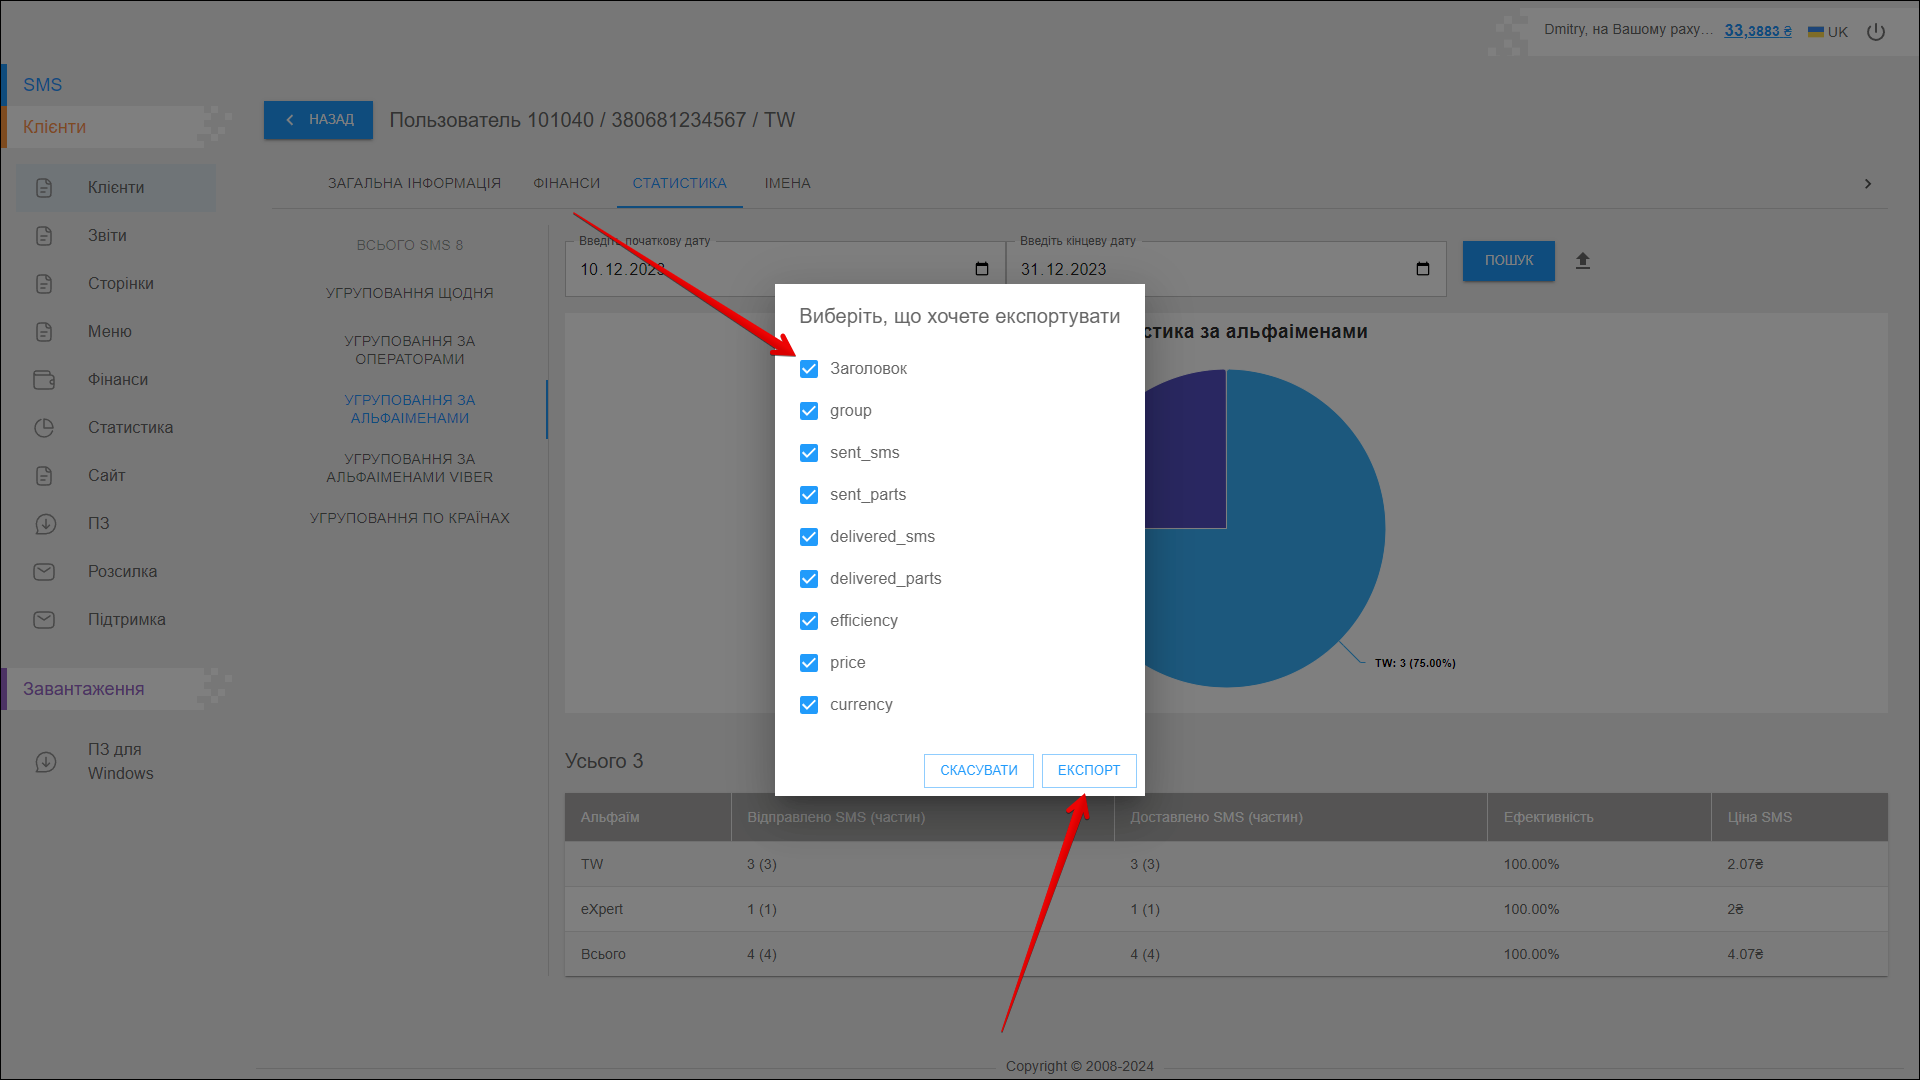 Dmitry, на Вашому раху... 33,3883 ₴ UK
SMS
Клієнти
НАЗАД
Пользователь 101040 / 380681234567 / TW
Клієнти
Звіти
Сторінки
Меню
Фінанси
Статистика
Сайт
ПЗ
Розсилка
Підтримка
Завантаження
ПЗ для
Windows
ЗАГАЛЬНА ІНФОРМАЦІЯ
ФІНАНСИ
СТАТИСТИКА
ІМЕНА
ВСЬОГО SMS 8
УГРУПОВАННЯ ЩОДНЯ
УГРУПОВАННЯ ЗА
ОПЕРАТОРАМИ
УГРУПОВАННЯ ЗА
АЛЬФАІМЕНАМИ
УГРУПОВАННЯ ЗА
АЛЬФАІМЕНАМИ VIBER
УГРУПОВАННЯ ПО КРАЇНАХ
Введіть початкову дату
10.12.2023
Введіть кінцеву дату
31.12.2023
ПОШУК
стика за альфаіменами
TW: 3 (75.00%)
Виберіть, що хочете експортувати
Заголовок
group
sent_sms
sent_parts
delivered_sms
delivered_parts
efficiency
price
currency
СКАСУВАТИ
ЕКСПОРТ
Усього 3
Альфаїм Відправлено SMS (частин) Доставлено SMS (частин) Ефективність Ціна SMS
TW 3 (3) 3 (3) 100.00% 2.07₴
eXpert 1 (1) 1 (1) 100.00% 2₴
Всього 4 (4) 4 (4) 100.00% 4.07₴
Copyright © 2008-2024